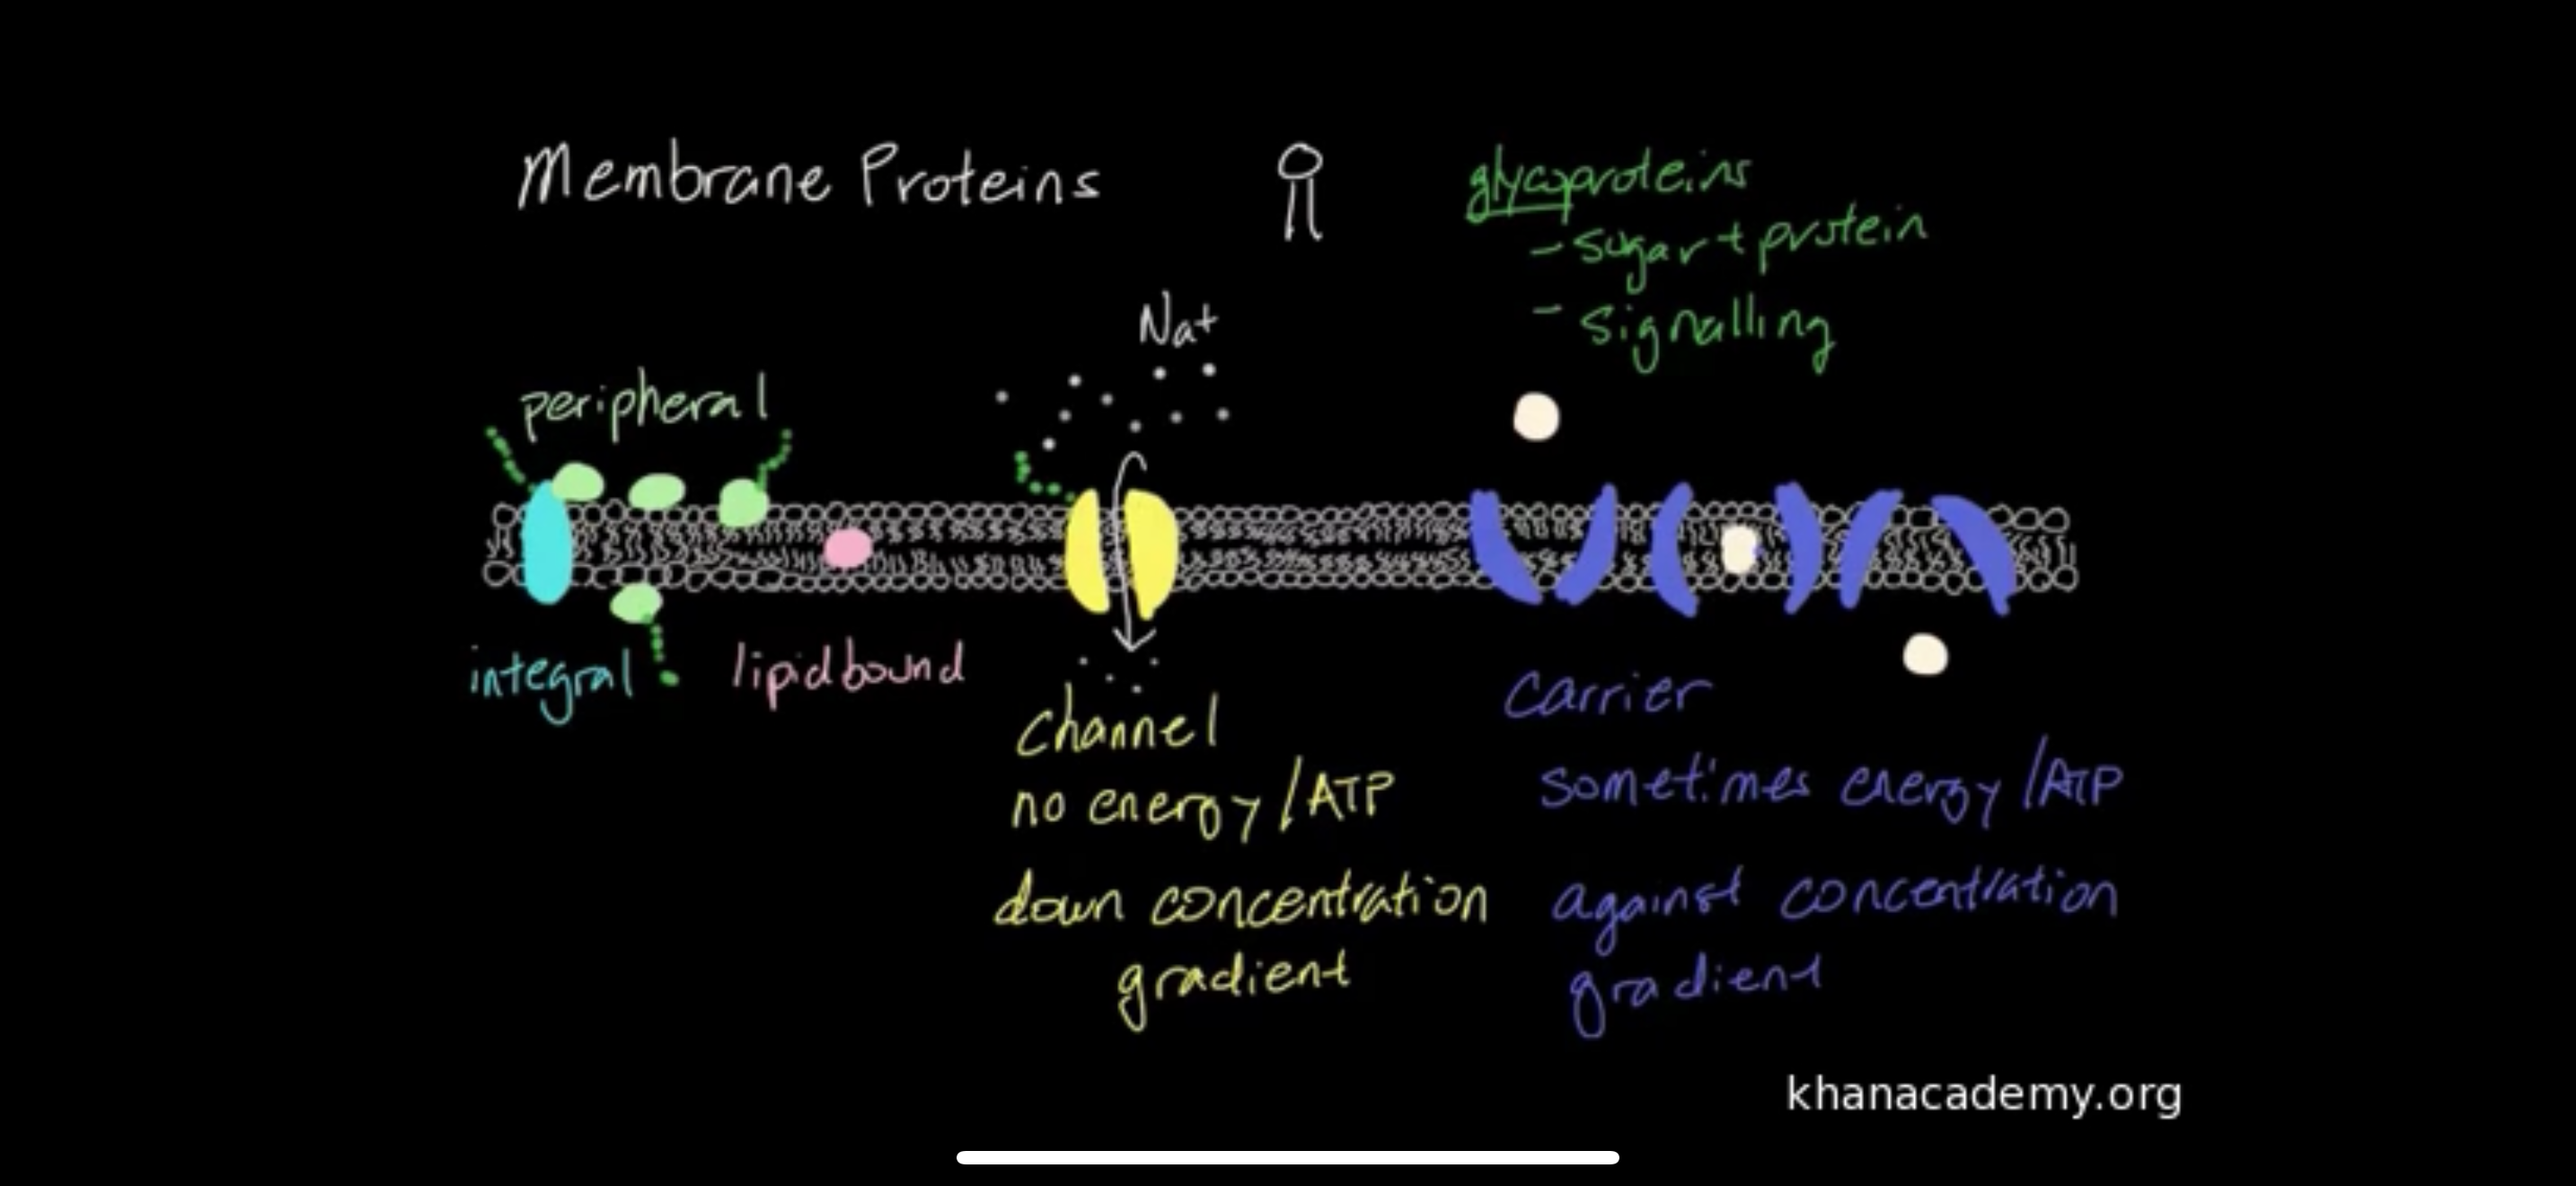 Membrane Proteins
glycoproteins
- sugar + protein
- signalling
Na+
peripheral
integral
lipid bound
Channel
no energy/ATP
down concentration
gradient
Carrier
sometimes energy/ATP
against concentration
gradient
khanacademy.org